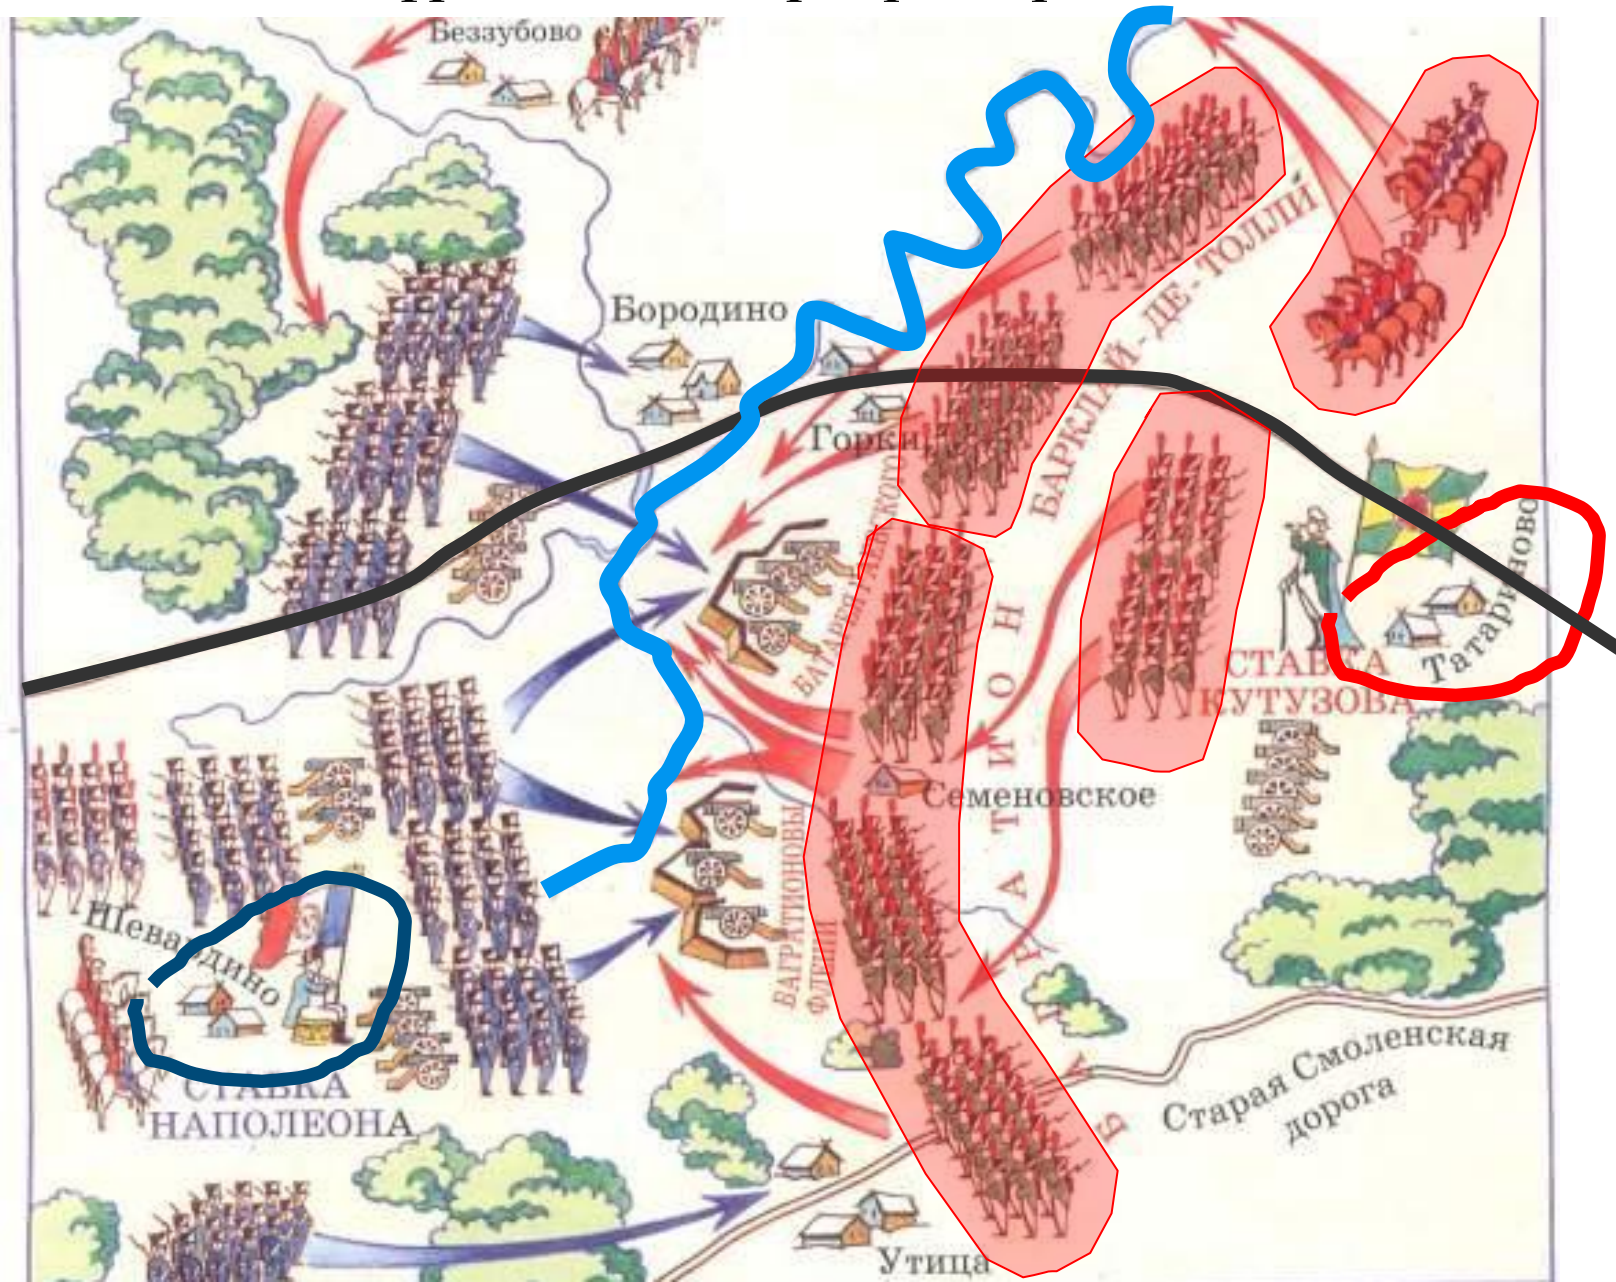 Беззубово
Бородино
Горки
БАРКЛАЙ-ДЕ-ТОЛЛИ
Татариново
СТАВКА
КУТУЗОВА
Семеновское
БАГРАТИОНОВЫ
ФЛЕШИ
БАГРАТИОН
Шевардино
СТАВКА
НАПОЛЕОНА
Старая Смоленская
дорога
Утица